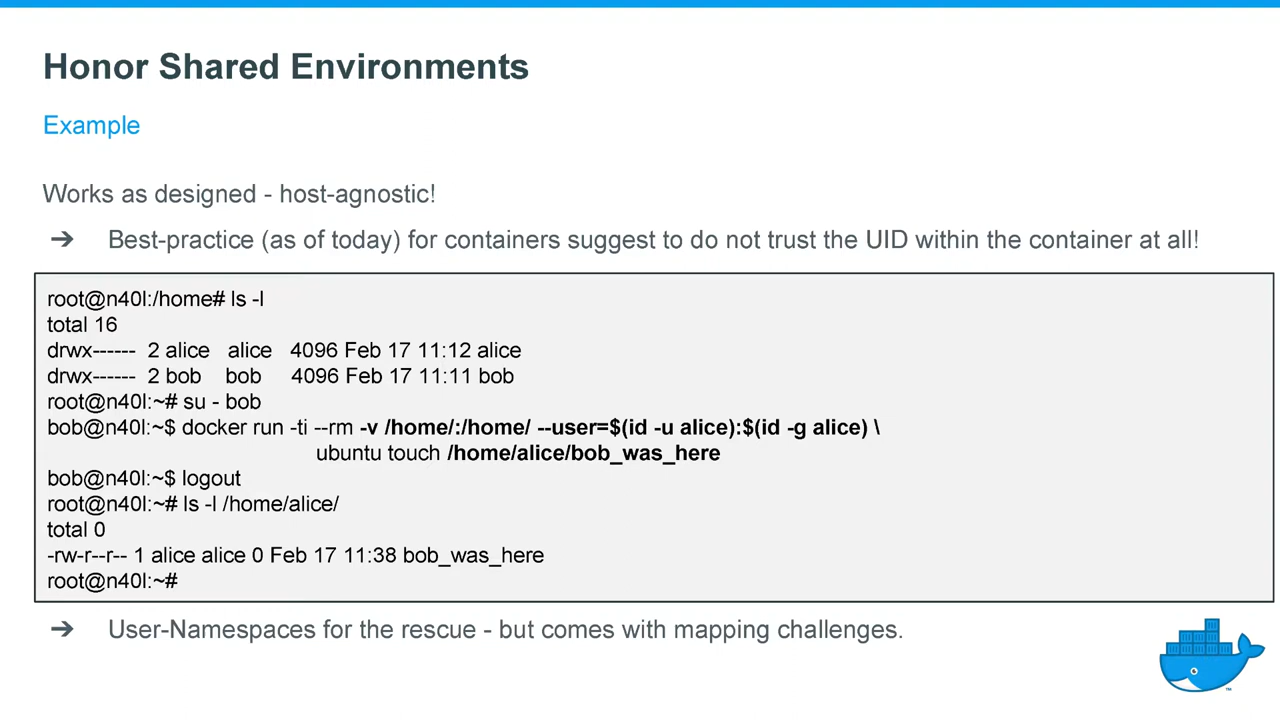 Honor Shared Environments
Example
Works as designed - host-agnostic!
➔ Best-practice (as of today) for containers suggest to do not trust the UID within the container at all!
root@n40l:/home# ls -l
total 16
drwx------ 2 alice alice 4096 Feb 17 11:12 alice
drwx------ 2 bob bob 4096 Feb 17 11:11 bob
root@n40l:~# su - bob
bob@n40l:~$ docker run -ti --rm -v /home/:/home/ --user=$(id -u alice):$(id -g alice) \
ubuntu touch /home/alice/bob_was_here
bob@n40l:~$ logout
root@n40l:~# ls -l /home/alice/
total 0
-rw-r--r-- 1 alice alice 0 Feb 17 11:38 bob_was_here
root@n40l:~#
➔ User-Namespaces for the rescue - but comes with mapping challenges.
™